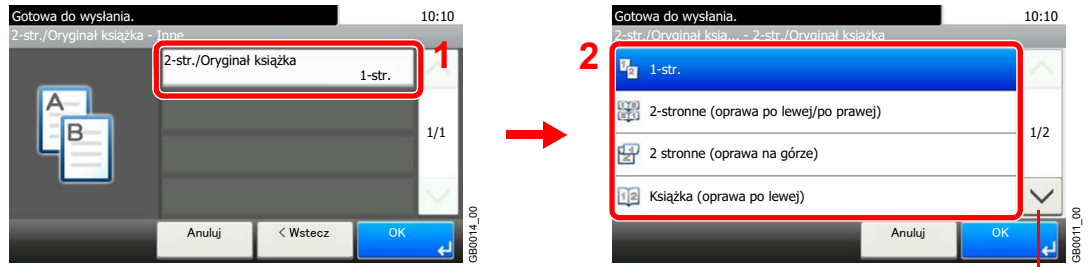 Gotowa do wysłania.
10:10
2-str./Oryginał książka - Inne
1
2-str./Oryginał książka
1-str.
A
B
1/1
Anuluj
< Wstecz
OK
GB0014_00
Gotowa do wysłania.
10:10
2-str./Oryginał ksią... - 2-str./Oryginał książka
2
1-str.
2-stronne (oprawa po lewej/po prawej)
1/2
2 stronne (oprawa na górze)
Książka (oprawa po lewej)
Anuluj
OK
GB0011_00